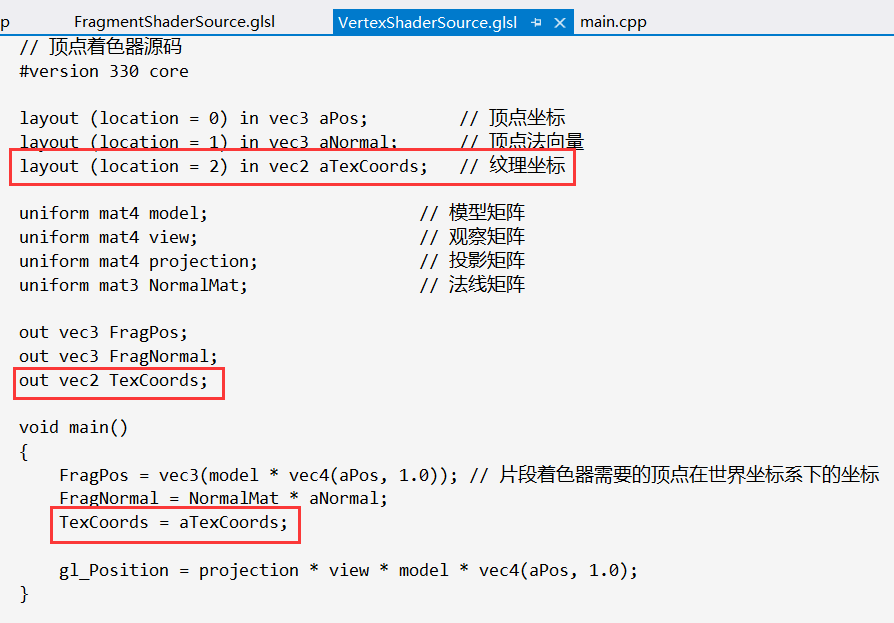 p FragmentShaderSource.glsl VertexShaderSource.glsl main.cpp
// 顶点着色器源码
#version 330 core
layout (location = 0) in vec3 aPos; // 顶点坐标
layout (location = 1) in vec3 aNormal; // 顶点法向量
layout (location = 2) in vec2 aTexCoords; // 纹理坐标
uniform mat4 model; // 模型矩阵
uniform mat4 view; // 观察矩阵
uniform mat4 projection; // 投影矩阵
uniform mat3 NormalMat; // 法线矩阵
out vec3 FragPos;
out vec3 FragNormal;
out vec2 TexCoords;
void main()
{
FragPos = vec3(model * vec4(aPos, 1.0)); // 片段着色器需要的顶点在世界坐标系下的坐标
FragNormal = NormalMat * aNormal;
TexCoords = aTexCoords;
gl_Position = projection * view * model * vec4(aPos, 1.0);
}